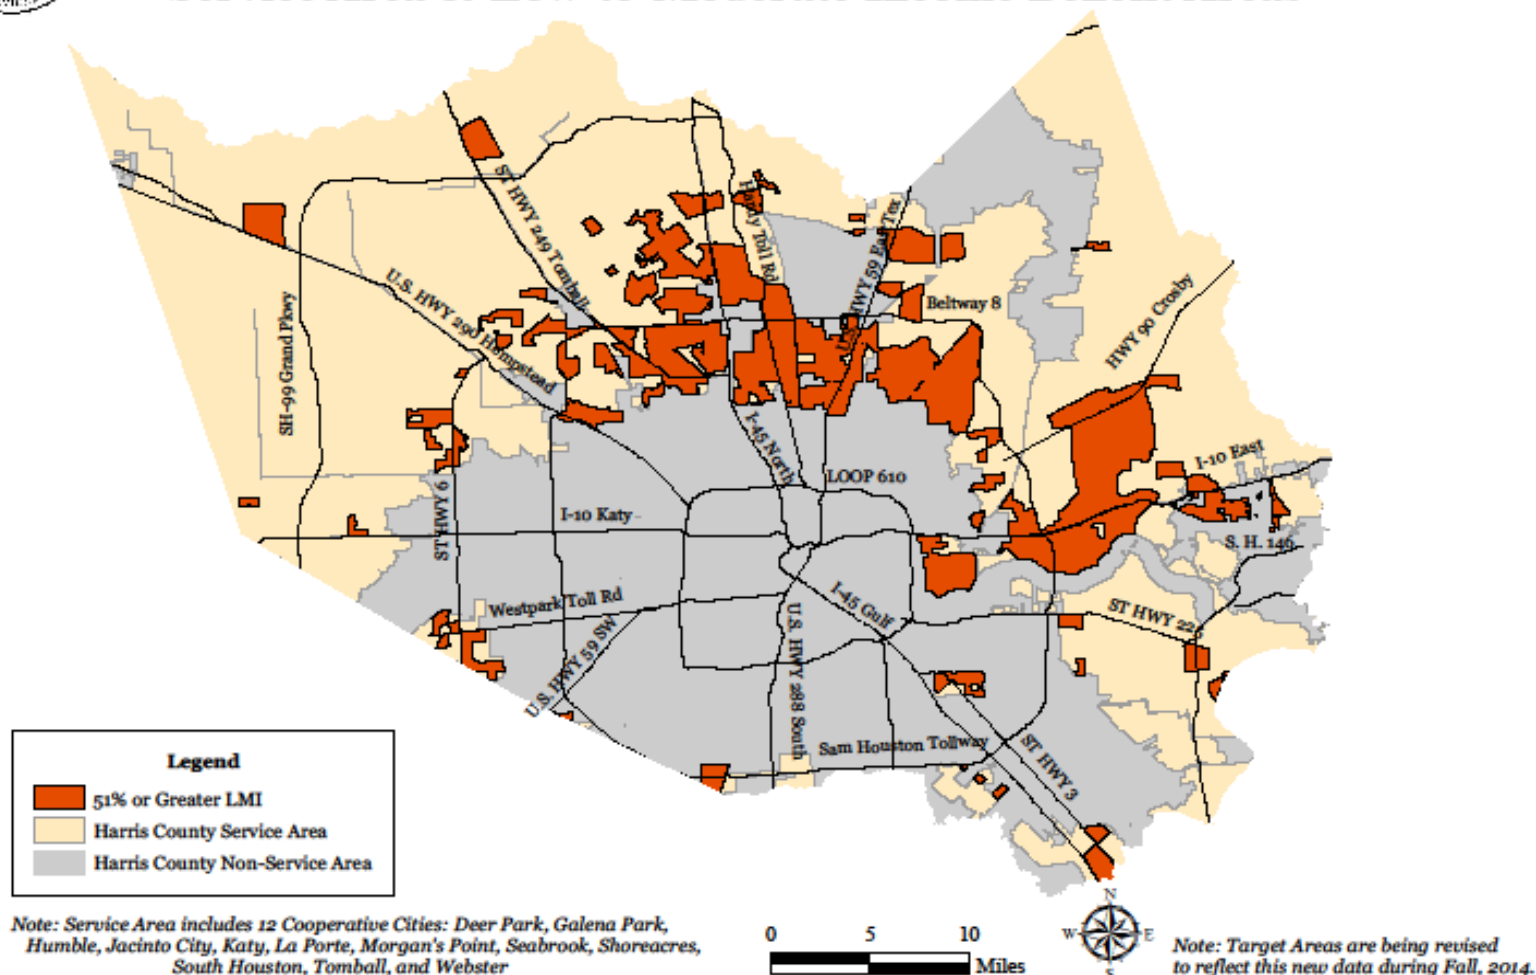 ST HWY 249 Tomball
Hardy Toll Rd
U.S. HWY 59 EasTex
U.S. HWY 290 Hempstead
Beltway 8
HWY 90 Crosby
SH-99 Grand Pkwy
I-45 North
LOOP 610
I-10 East
ST HWY 6
I-10 Katy
S. H. 146
Westpark Toll Rd
I-45 Gulf
ST HWY 225
U.S. HWY 59 SW
U.S. HWY 288 South
Sam Houston Tollway
ST HWY 3
Legend
51% or Greater LMI
Harris County Service Area
Harris County Non-Service Area
Note: Service Area includes 12 Cooperative Cities: Deer Park, Galena Park,
Humble, Jacinto City, Katy, La Porte, Morgan's Point, Seabrook, Shoreacres,
South Houston, Tomball, and Webster
0 5 10
Miles
N
W E
S
Note: Target Areas are being revised
to reflect this new data during Fall, 2014.